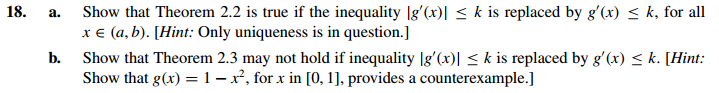 18. a. Show that Theorem 2.2 is true if the inequality |g′(x)| ≤ k is replaced by g′(x) ≤ k, for all
x ∈ (a, b). [Hint: Only uniqueness is in question.]
b. Show that Theorem 2.3 may not hold if inequality |g′(x)| ≤ k is replaced by g′(x) ≤ k. [Hint:
Show that g(x) = 1 − x², for x in [0, 1], provides a counterexample.]